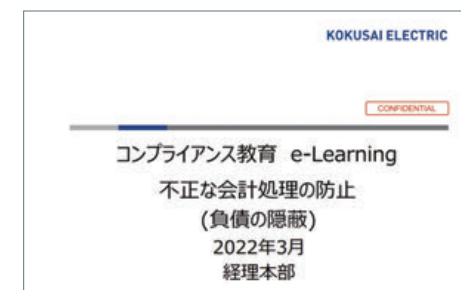 KOKUSAI ELECTRIC
CONFIDENTIAL
コンプライアンス教育 e-Learning
不正な会計処理の防止
(負債の隠蔽)
2022年3月
経理本部